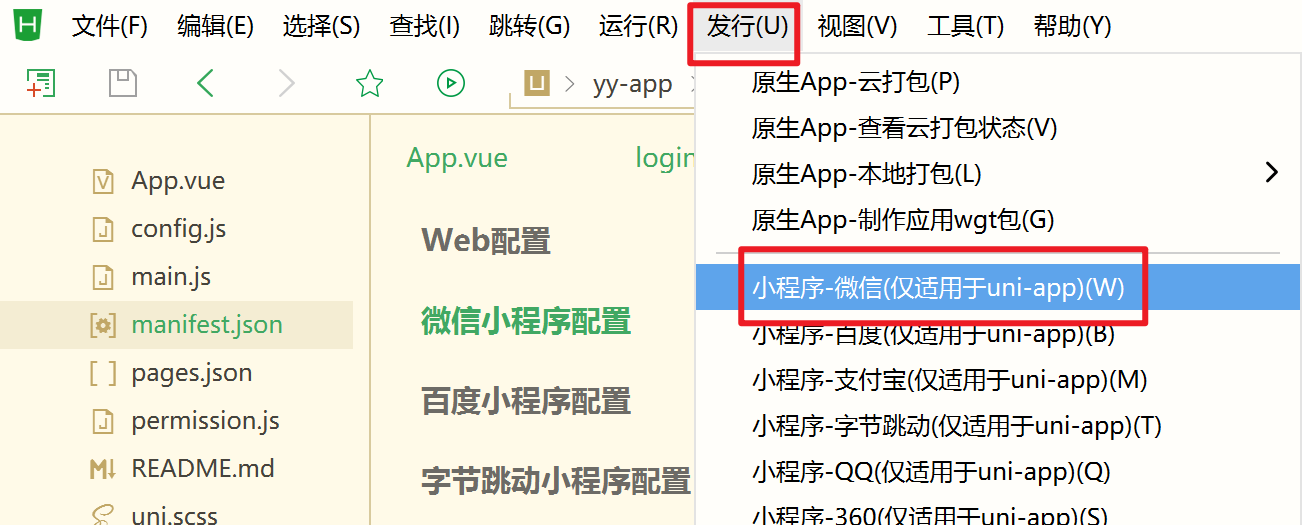 文件(F) 编辑(E) 选择(S) 查找(I) 跳转(G) 运行(R) 发行(U) 视图(V) 工具(T) 帮助(Y)
U yy-app
App.vue
config.js
main.js
manifest.json
pages.json
permission.js
README.md
uni.scss
App.vue login
Web配置
微信小程序配置
百度小程序配置
字节跳动小程序配置
原生App-云打包(P)
原生App-查看云打包状态(V)
原生App-本地打包(L)
原生App-制作应用wgt包(G)
小程序-微信(仅适用于uni-app)(W)
小程序-百度(仅适用于uni-app)(B)
小程序-支付宝(仅适用于uni-app)(M)
小程序-字节跳动(仅适用于uni-app)(T)
小程序-QQ(仅适用于uni-app)(Q)
小程序-360(仅适用于uni-app)(S)